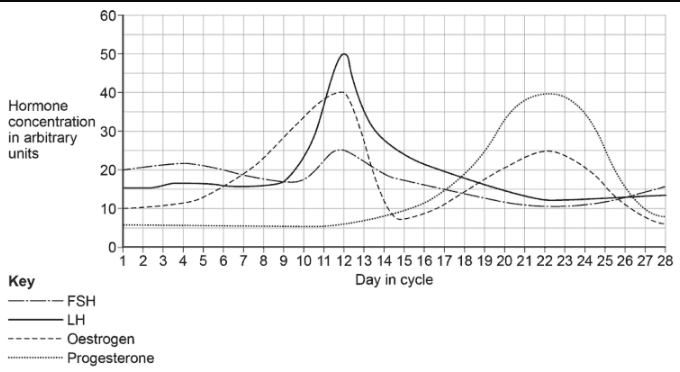 60
50
40
30
20
10
0
Hormone
concentration
in arbitrary
units
1 2 3 4 5 6 7 8 9 10 11 12 13 14 15 16 17 18 19 20 21 22 23 24 25 26 27 28
Day in cycle
Key
FSH
LH
Oestrogen
Progesterone